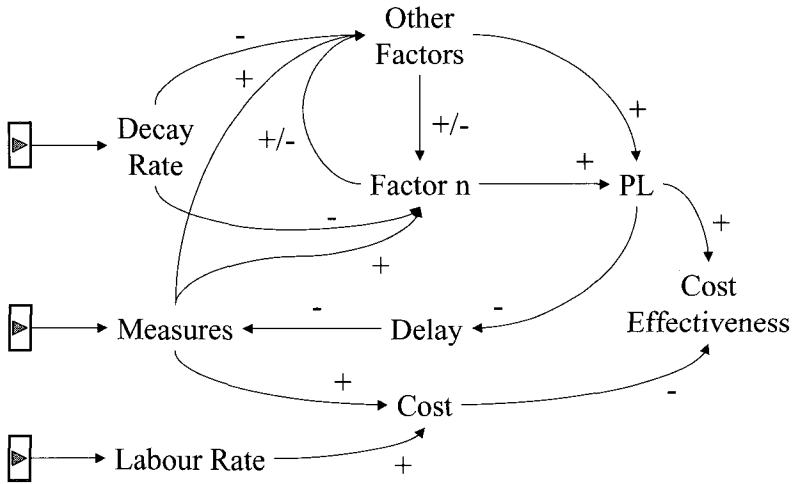 Other
Factors
-
+
+
Decay
Rate
+/-
+/-
+
Factor n
PL
-
+
+
Cost
Effectiveness
Measures
-
Delay
-
+
Cost
-
Labour Rate
+